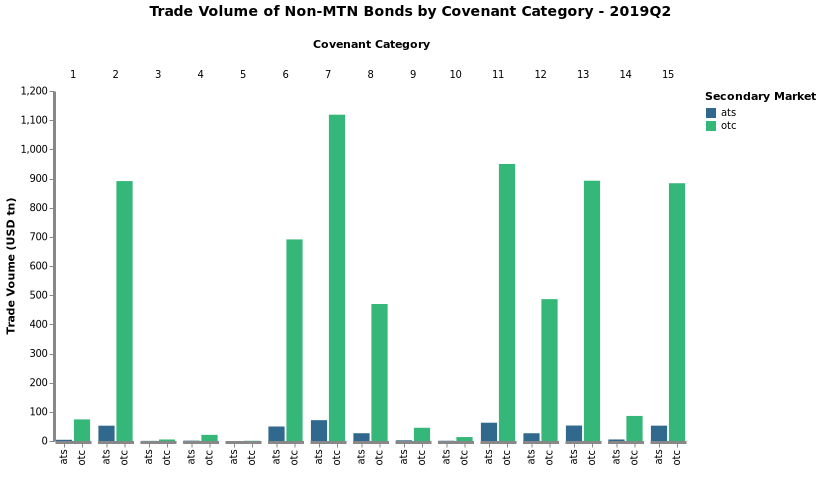 Trade Volume of Non-MTN Bonds by Covenant Category - 2019Q2
Covenant Category
1 2 3 4 5 6 7 8 9 10 11 12 13 14 15
1,200
1,100
1,000
900
800
700
600
500
400
300
200
100
0
Trade Voume (USD tn)
ats otc ats otc ats otc ats otc ats otc ats otc ats otc ats otc ats otc ats otc ats otc ats otc ats otc ats otc ats otc
Secondary Market
ats
otc